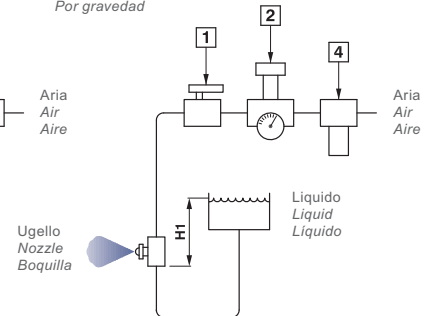 Por gravedad
1
2
4
Aria
Air
Aire
Aria
Air
Aire
H1
Liquido
Liquid
Líquido
Ugello
Nozzle
Boquilla